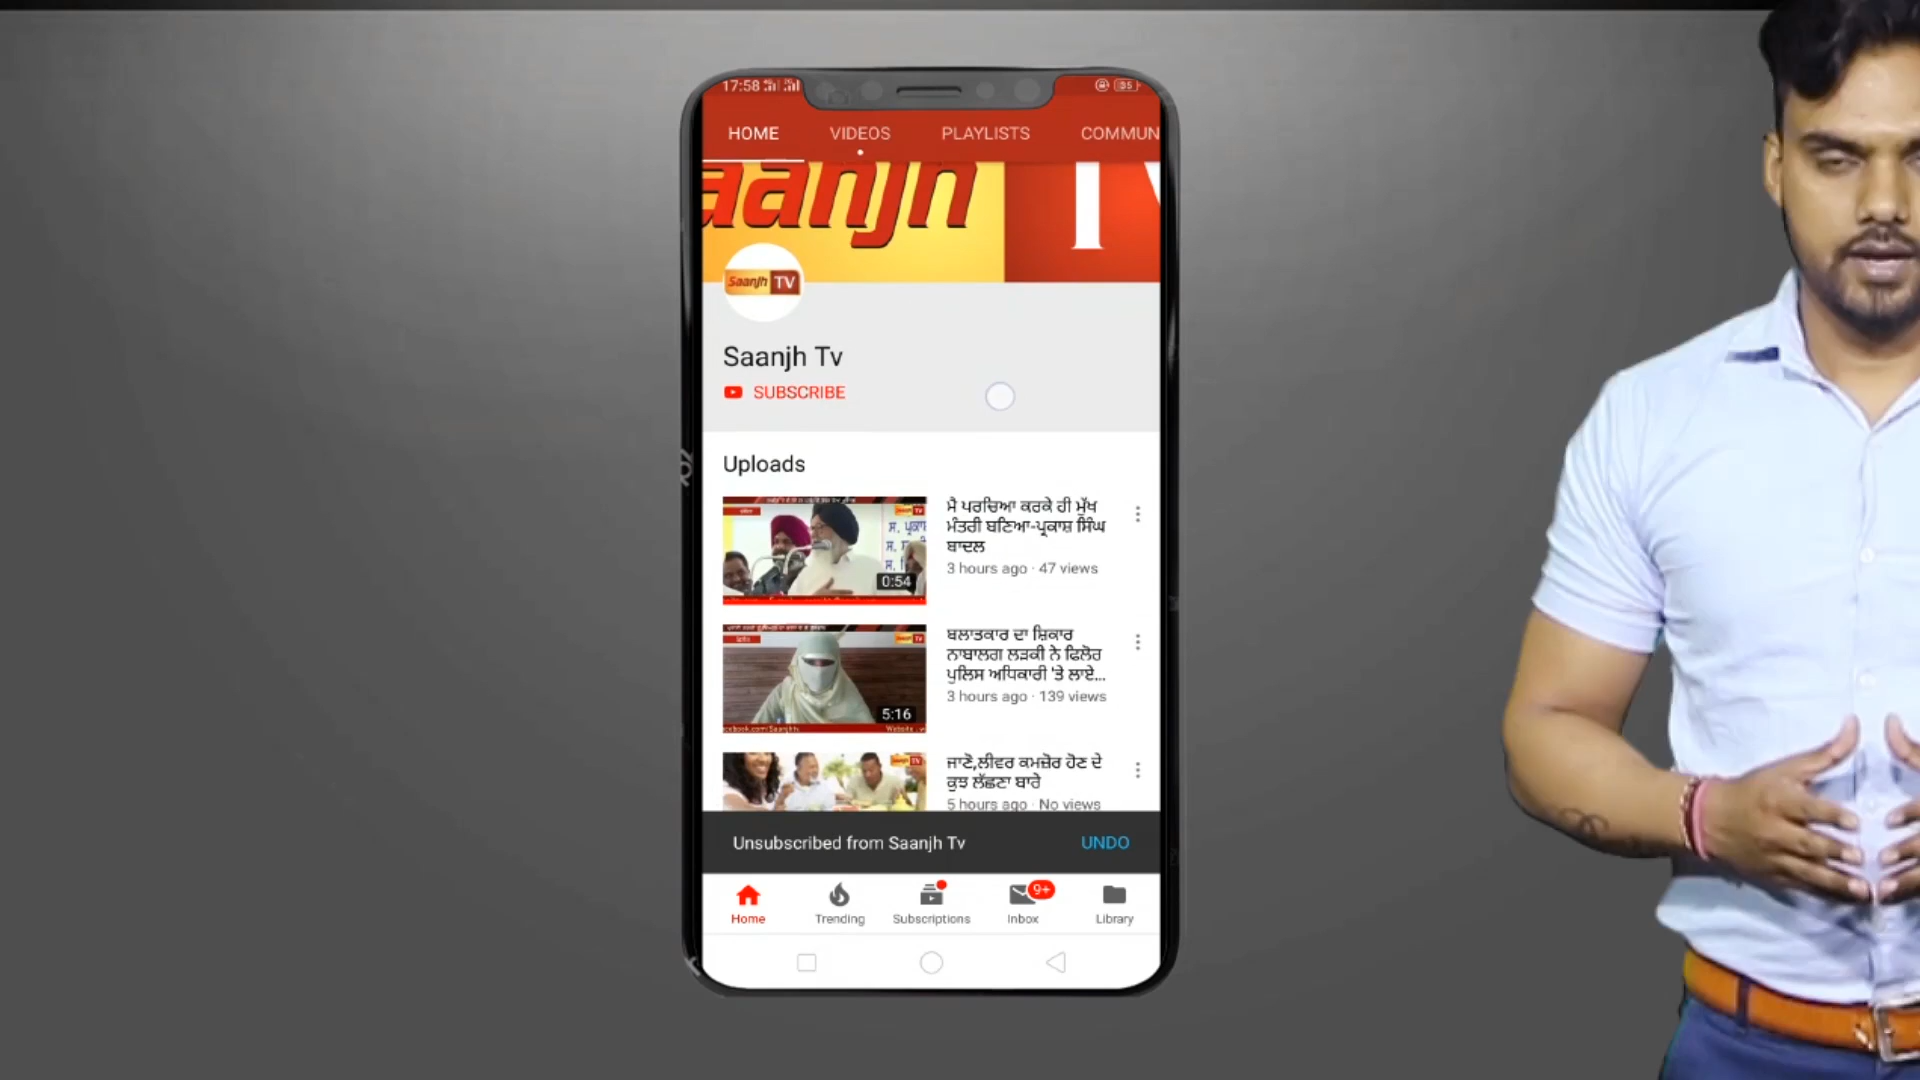 17:58
HOME VIDEOS PLAYLISTS COMMUN
aanjh TV
Saanjh TV
Saanjh Tv
SUBSCRIBE
Uploads
ਮੈ ਪਰਚਿਆ ਕਰਕੇ ਹੀ ਮੁੱਖ
ਮੰਤਰੀ ਬਣਿਆ-ਪ੍ਰਕਾਸ਼ ਸਿੰਘ
ਬਾਦਲ
3 hours ago · 47 views
0:54
ਬਲਾਤਕਾਰ ਦਾ ਸ਼ਿਕਾਰ
ਨਾਬਾਲਗ ਲੜਕੀ ਨੇ ਫਿਲੋਰ
ਪੁਲਿਸ ਅਧਿਕਾਰੀ 'ਤੇ ਲਾਏ...
3 hours ago · 139 views
5:16
ਜਾਣੋ,ਲੀਵਰ ਕਮਜ਼ੋਰ ਹੋਣ ਦੇ
ਕੁਝ ਲੱਛਣਾ ਬਾਰੇ
5 hours ago · No views
Unsubscribed from Saanjh Tv UNDO
9+
Home Trending Subscriptions Inbox Library